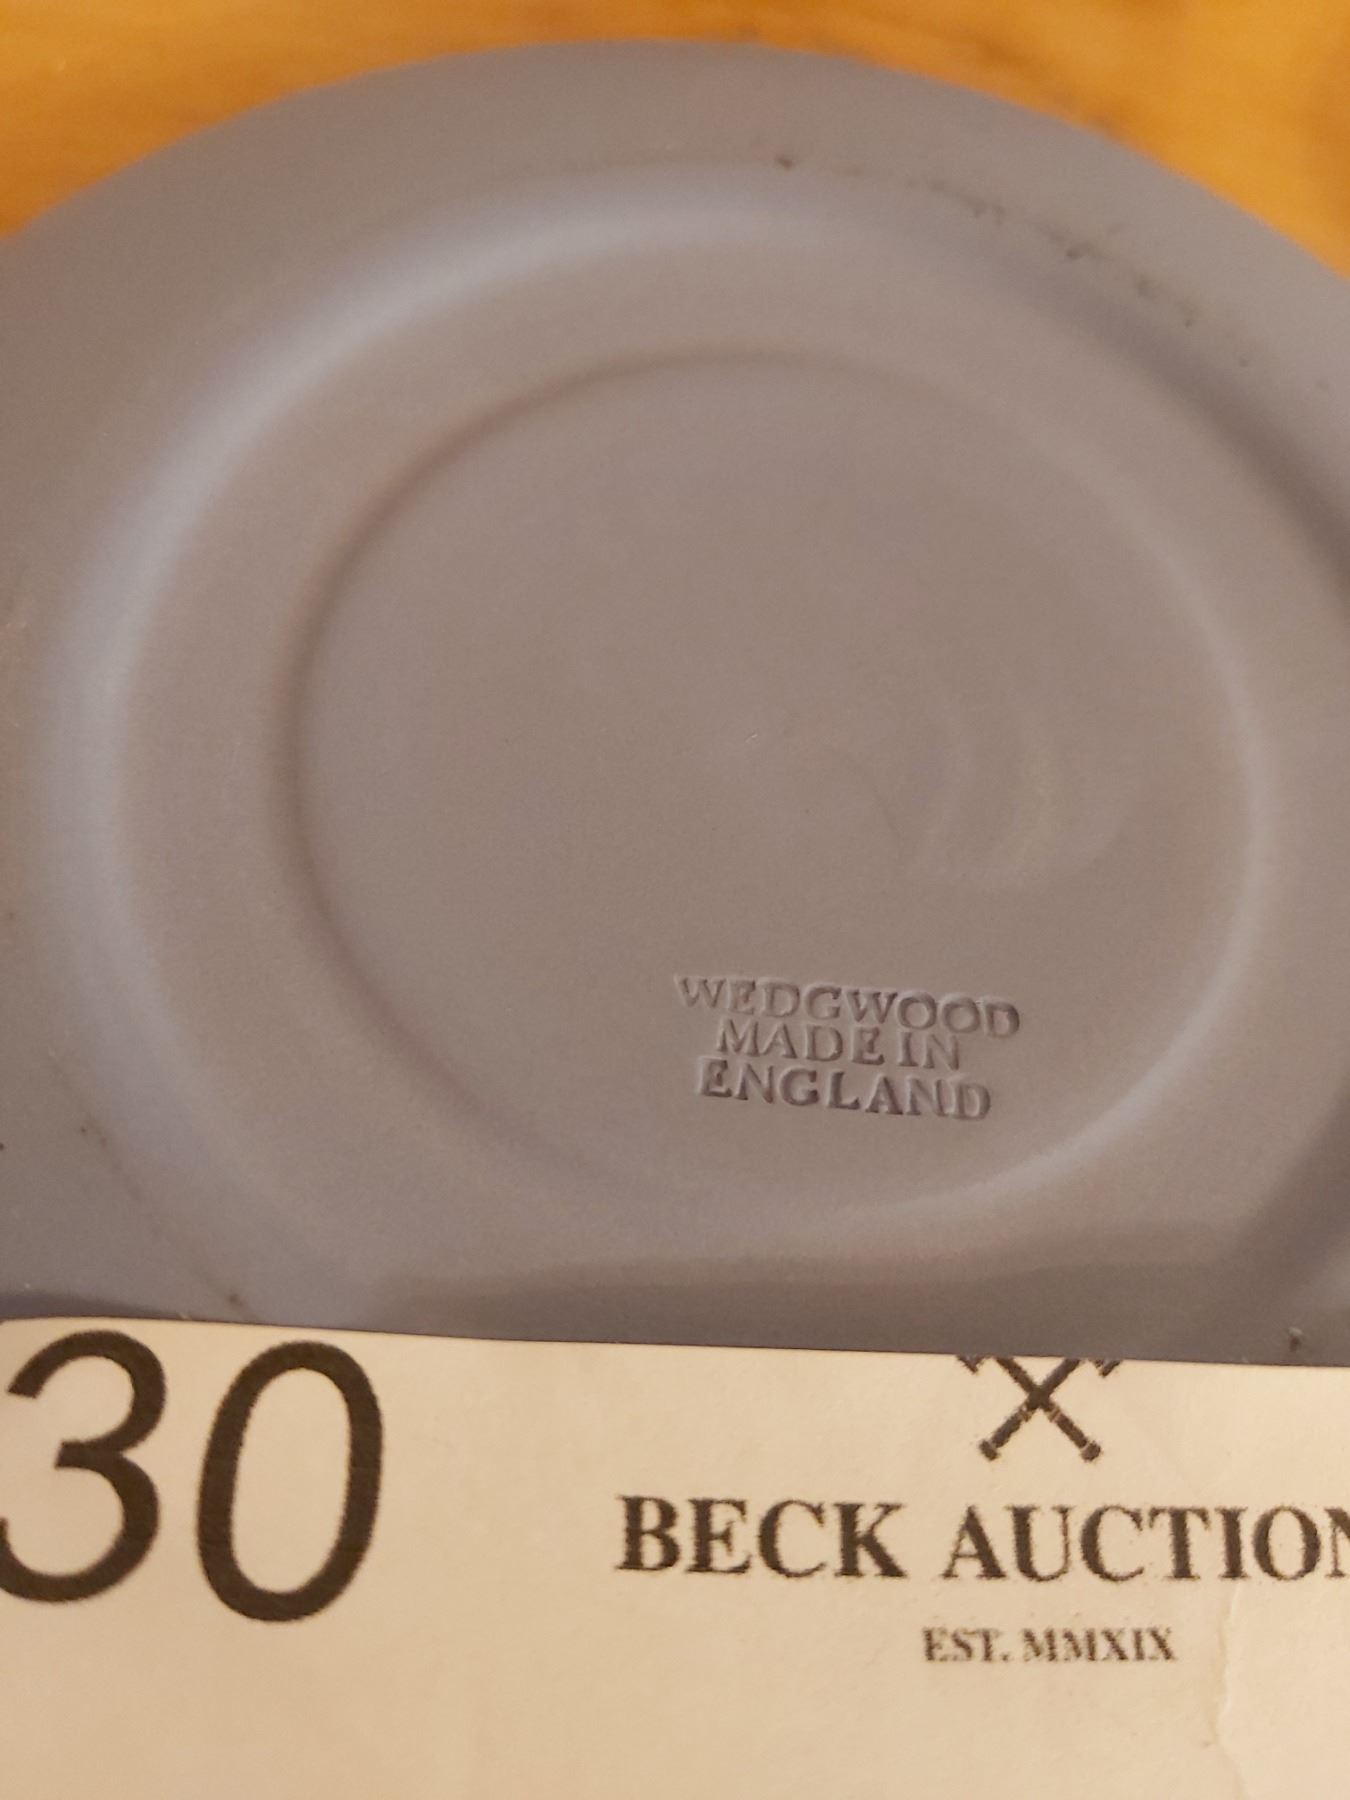 WEDGWOOD
MADE IN
ENGLAND
30
BECK AUCTION
EST. MMXIX